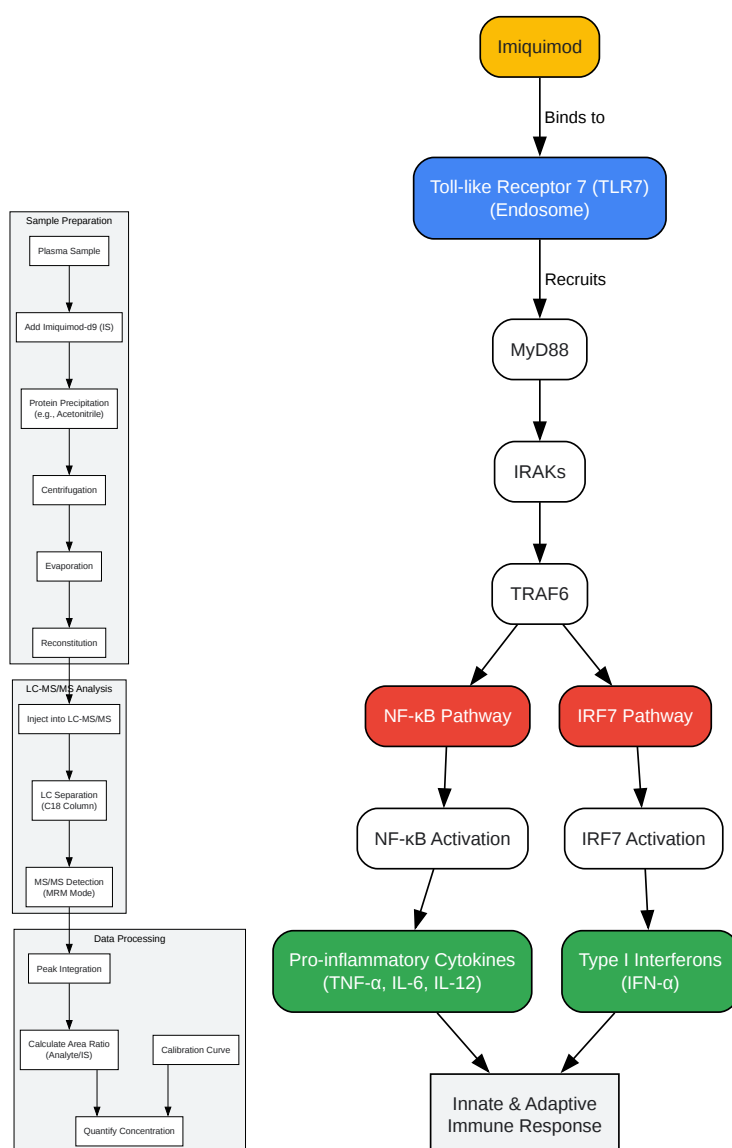 Sample Preparation
Plasma Sample
Add Imiquimod-d9 (IS)
Protein Precipitation
(e.g., Acetonitrile)
Centrifugation
Evaporation
Reconstitution
LC-MS/MS Analysis
Inject into LC-MS/MS
LC Separation
(C18 Column)
MS/MS Detection
(MRM Mode)
Data Processing
Peak Integration
Calculate Area Ratio
(Analyte/IS)
Calibration Curve
Quantify Concentration
Imiquimod
Binds to
Toll-like Receptor 7 (TLR7)
(Endosome)
Recruits
MyD88
IRAKs
TRAF6
NF-κB Pathway
IRF7 Pathway
NF-κB Activation
IRF7 Activation
Pro-inflammatory Cytokines
(TNF-α, IL-6, IL-12)
Type I Interferons
(IFN-α)
Innate & Adaptive
Immune Response